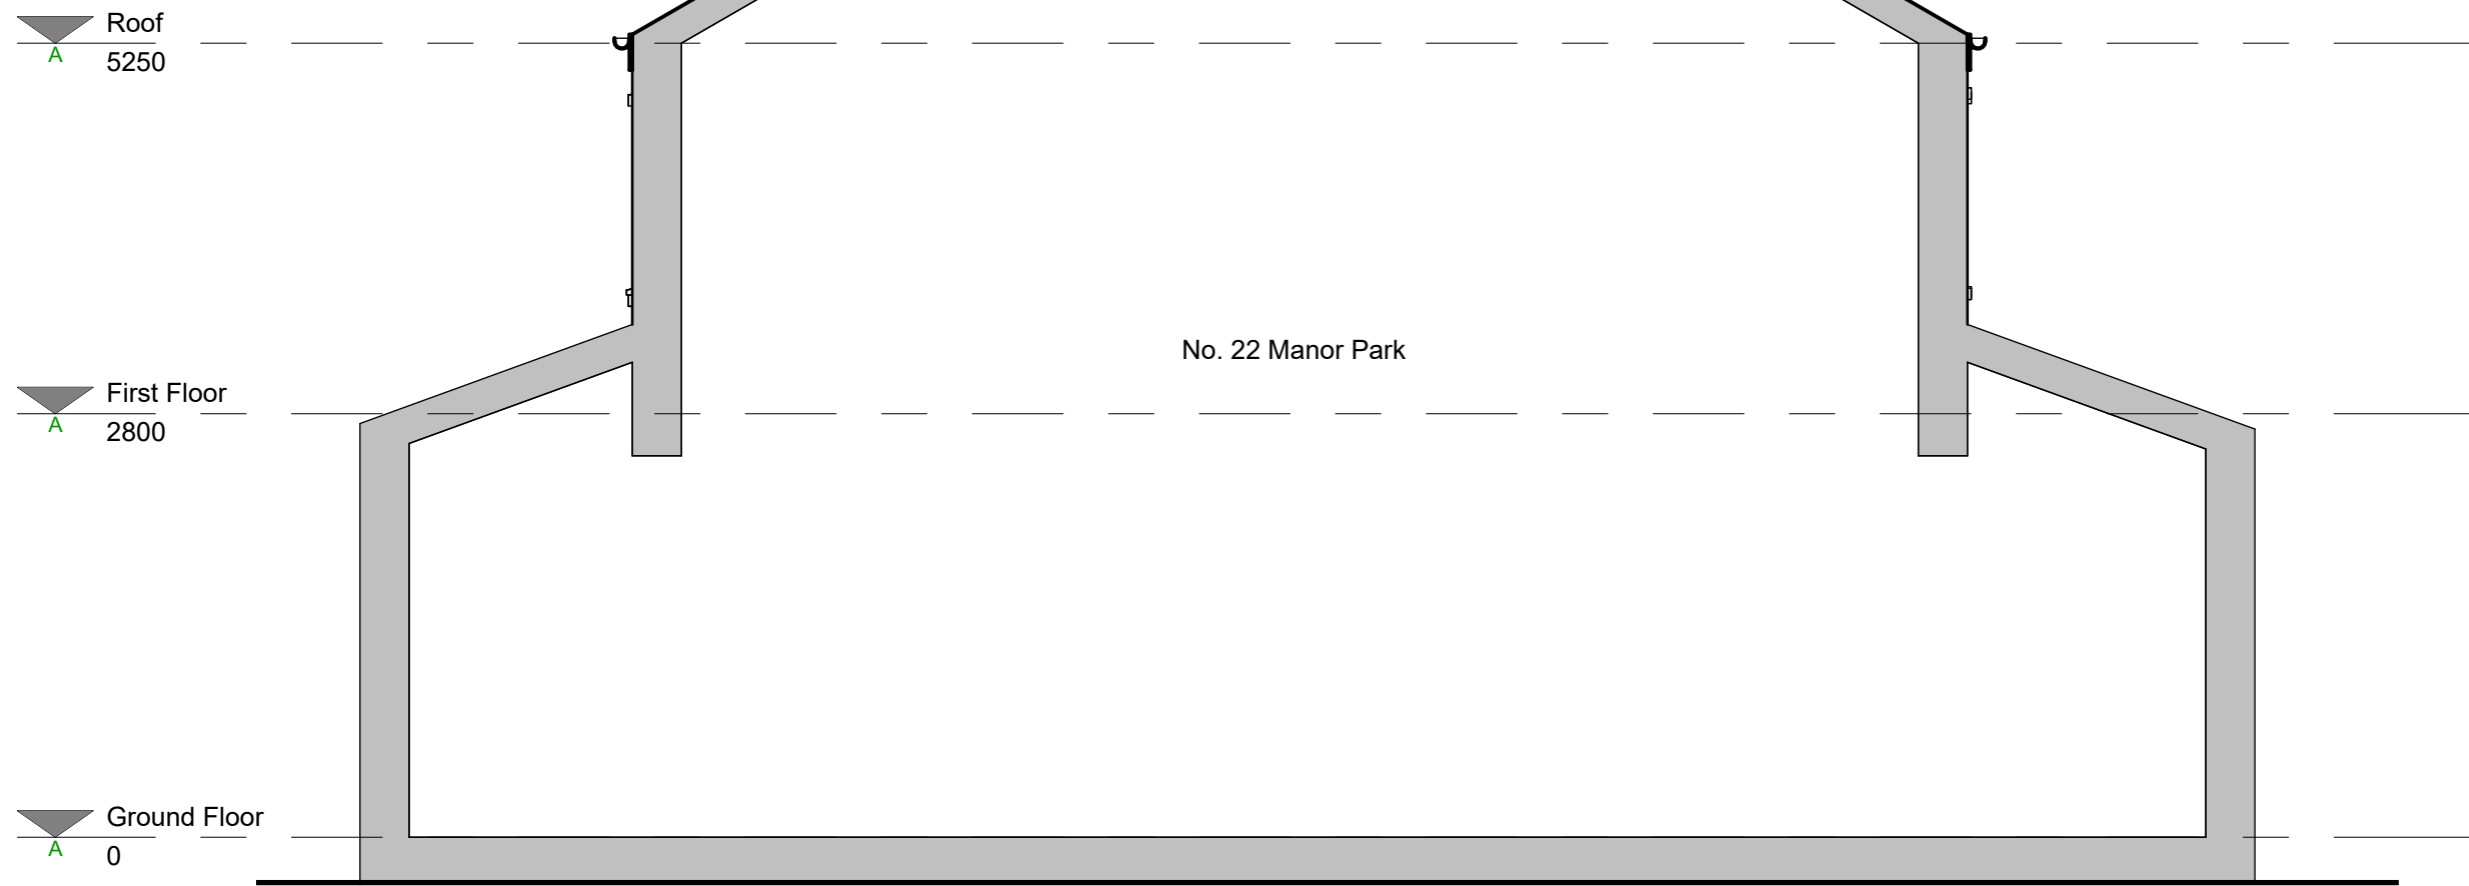 Roof
A
5250
No. 22 Manor Park
First Floor
A
2800
Ground Floor
A
0